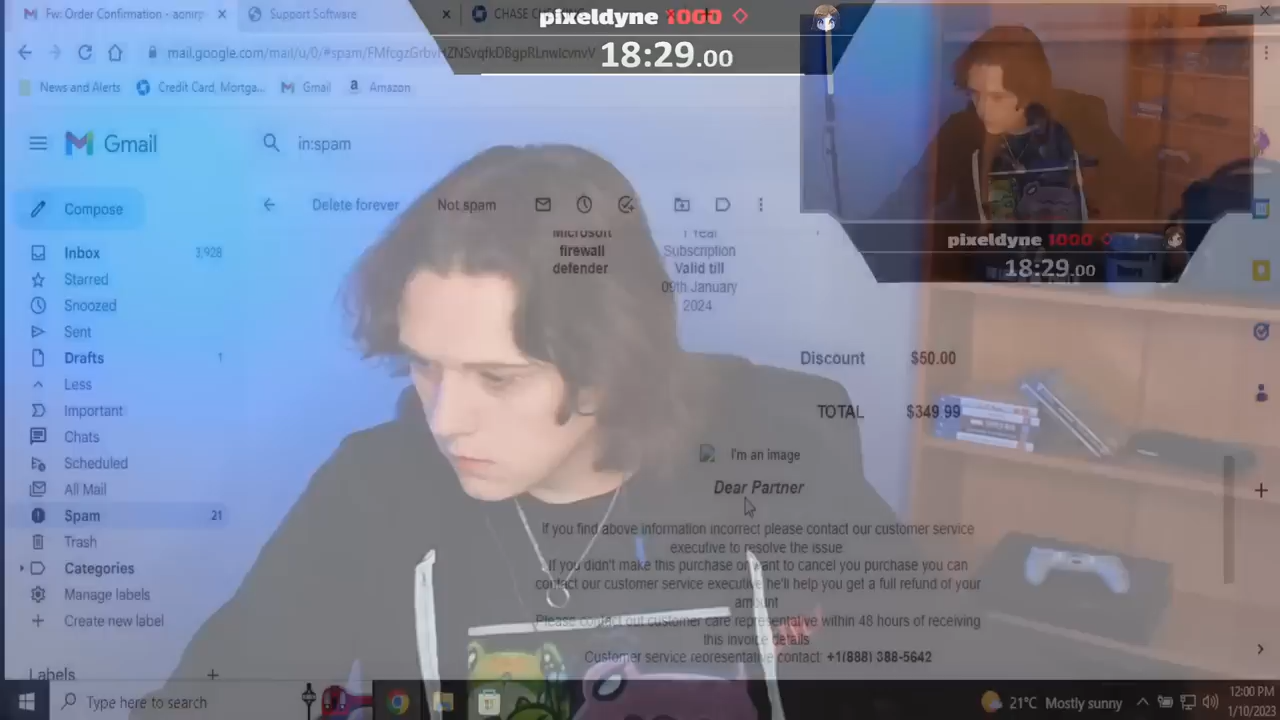 Fw: Order Confirmation - aonry
Support Software
CHASE C
pixeldyne 1000
18:29.00
mail.google.com/mail/u/0/#spam/
News and Alerts
Credit Card, Mortga...
Gmail
Amazon
Gmail
in:spam
Compose
Delete forever
Not spam
Inbox 3,928
Starred
Snoozed
Sent
Drafts 1
Less
Important
Chats
Scheduled
All Mail
Spam 21
Trash
Categories
Manage labels
Create new label
Labels
Microsoft
firewall
defender
1 Year
Subscription
Valid till
09th January
2024
pixeldyne 1000
18:29.00
Discount $50.00
TOTAL $349 99
I'm an image
Dear Partner
If you find above information incorrect please contact our customer service
executive to resolve the issue
If you didn't make this purchase or want to cancel you purchase you can
contact our customer service executive he'll help you get a full refund of your
amount
Please contact out customer care representative within 48 hours of receiving
this invoice details
Customer service representative contact: +1(888) 388-5642
Type here to search
21°C Mostly sunny
12:00 PM
1/10/2023